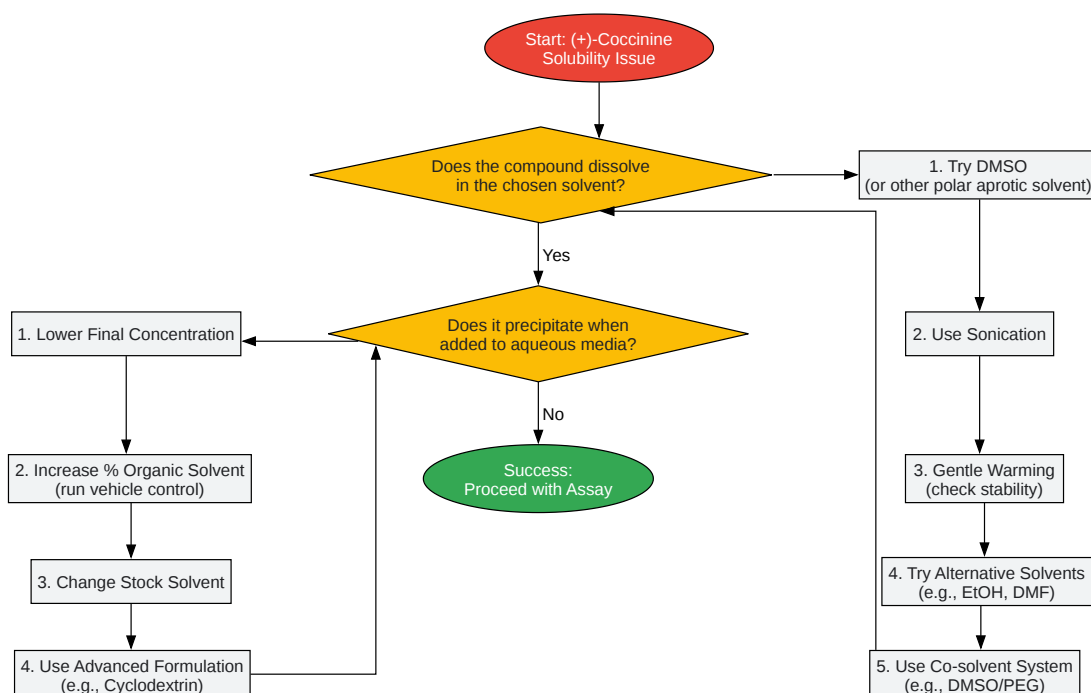 Start: (+)-Coccinine
Solubility Issue
Does the compound dissolve
in the chosen solvent?
1. Try DMSO
(or other polar aprotic solvent)
Yes
2. Use Sonication
Does it precipitate when
added to aqueous media?
1. Lower Final Concentration
No
3. Gentle Warming
(check stability)
2. Increase % Organic Solvent
(run vehicle control)
Success:
Proceed with Assay
3. Change Stock Solvent
4. Try Alternative Solvents
(e.g., EtOH, DMF)
4. Use Advanced Formulation
(e.g., Cyclodextrin)
5. Use Co-solvent System
(e.g., DMSO/PEG)